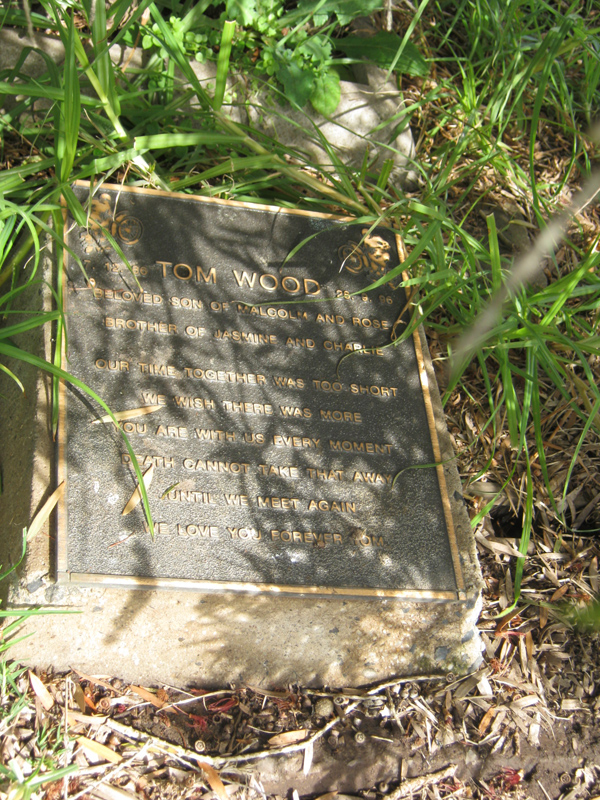 TOM WOOD
BELOVED SON OF MALCOLM AND ROSE
BROTHER OF JASMINE AND CHARLIE
OUR TIME TOGETHER WAS TOO SHORT
WE WISH THERE WAS MORE
YOU ARE WITH US EVERY MOMENT
DEATH CANNOT TAKE THAT AWAY
UNTIL WE MEET AGAIN
WE LOVE YOU FOREVER TOM